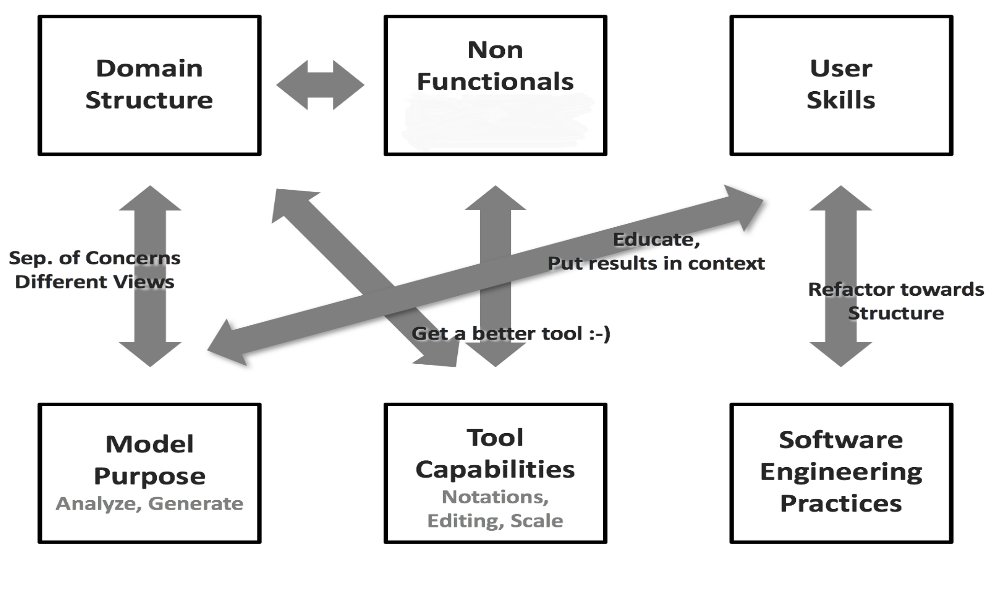 Domain
Structure
Non
Functionals
User
Skills
Sep. of Concerns
Different Views
Educate,
Put results in context
Refactor towards
Structure
Get a better tool :-)
Model
Purpose
Analyze, Generate
Tool
Capabilities
Notations,
Editing, Scale
Software
Engineering
Practices